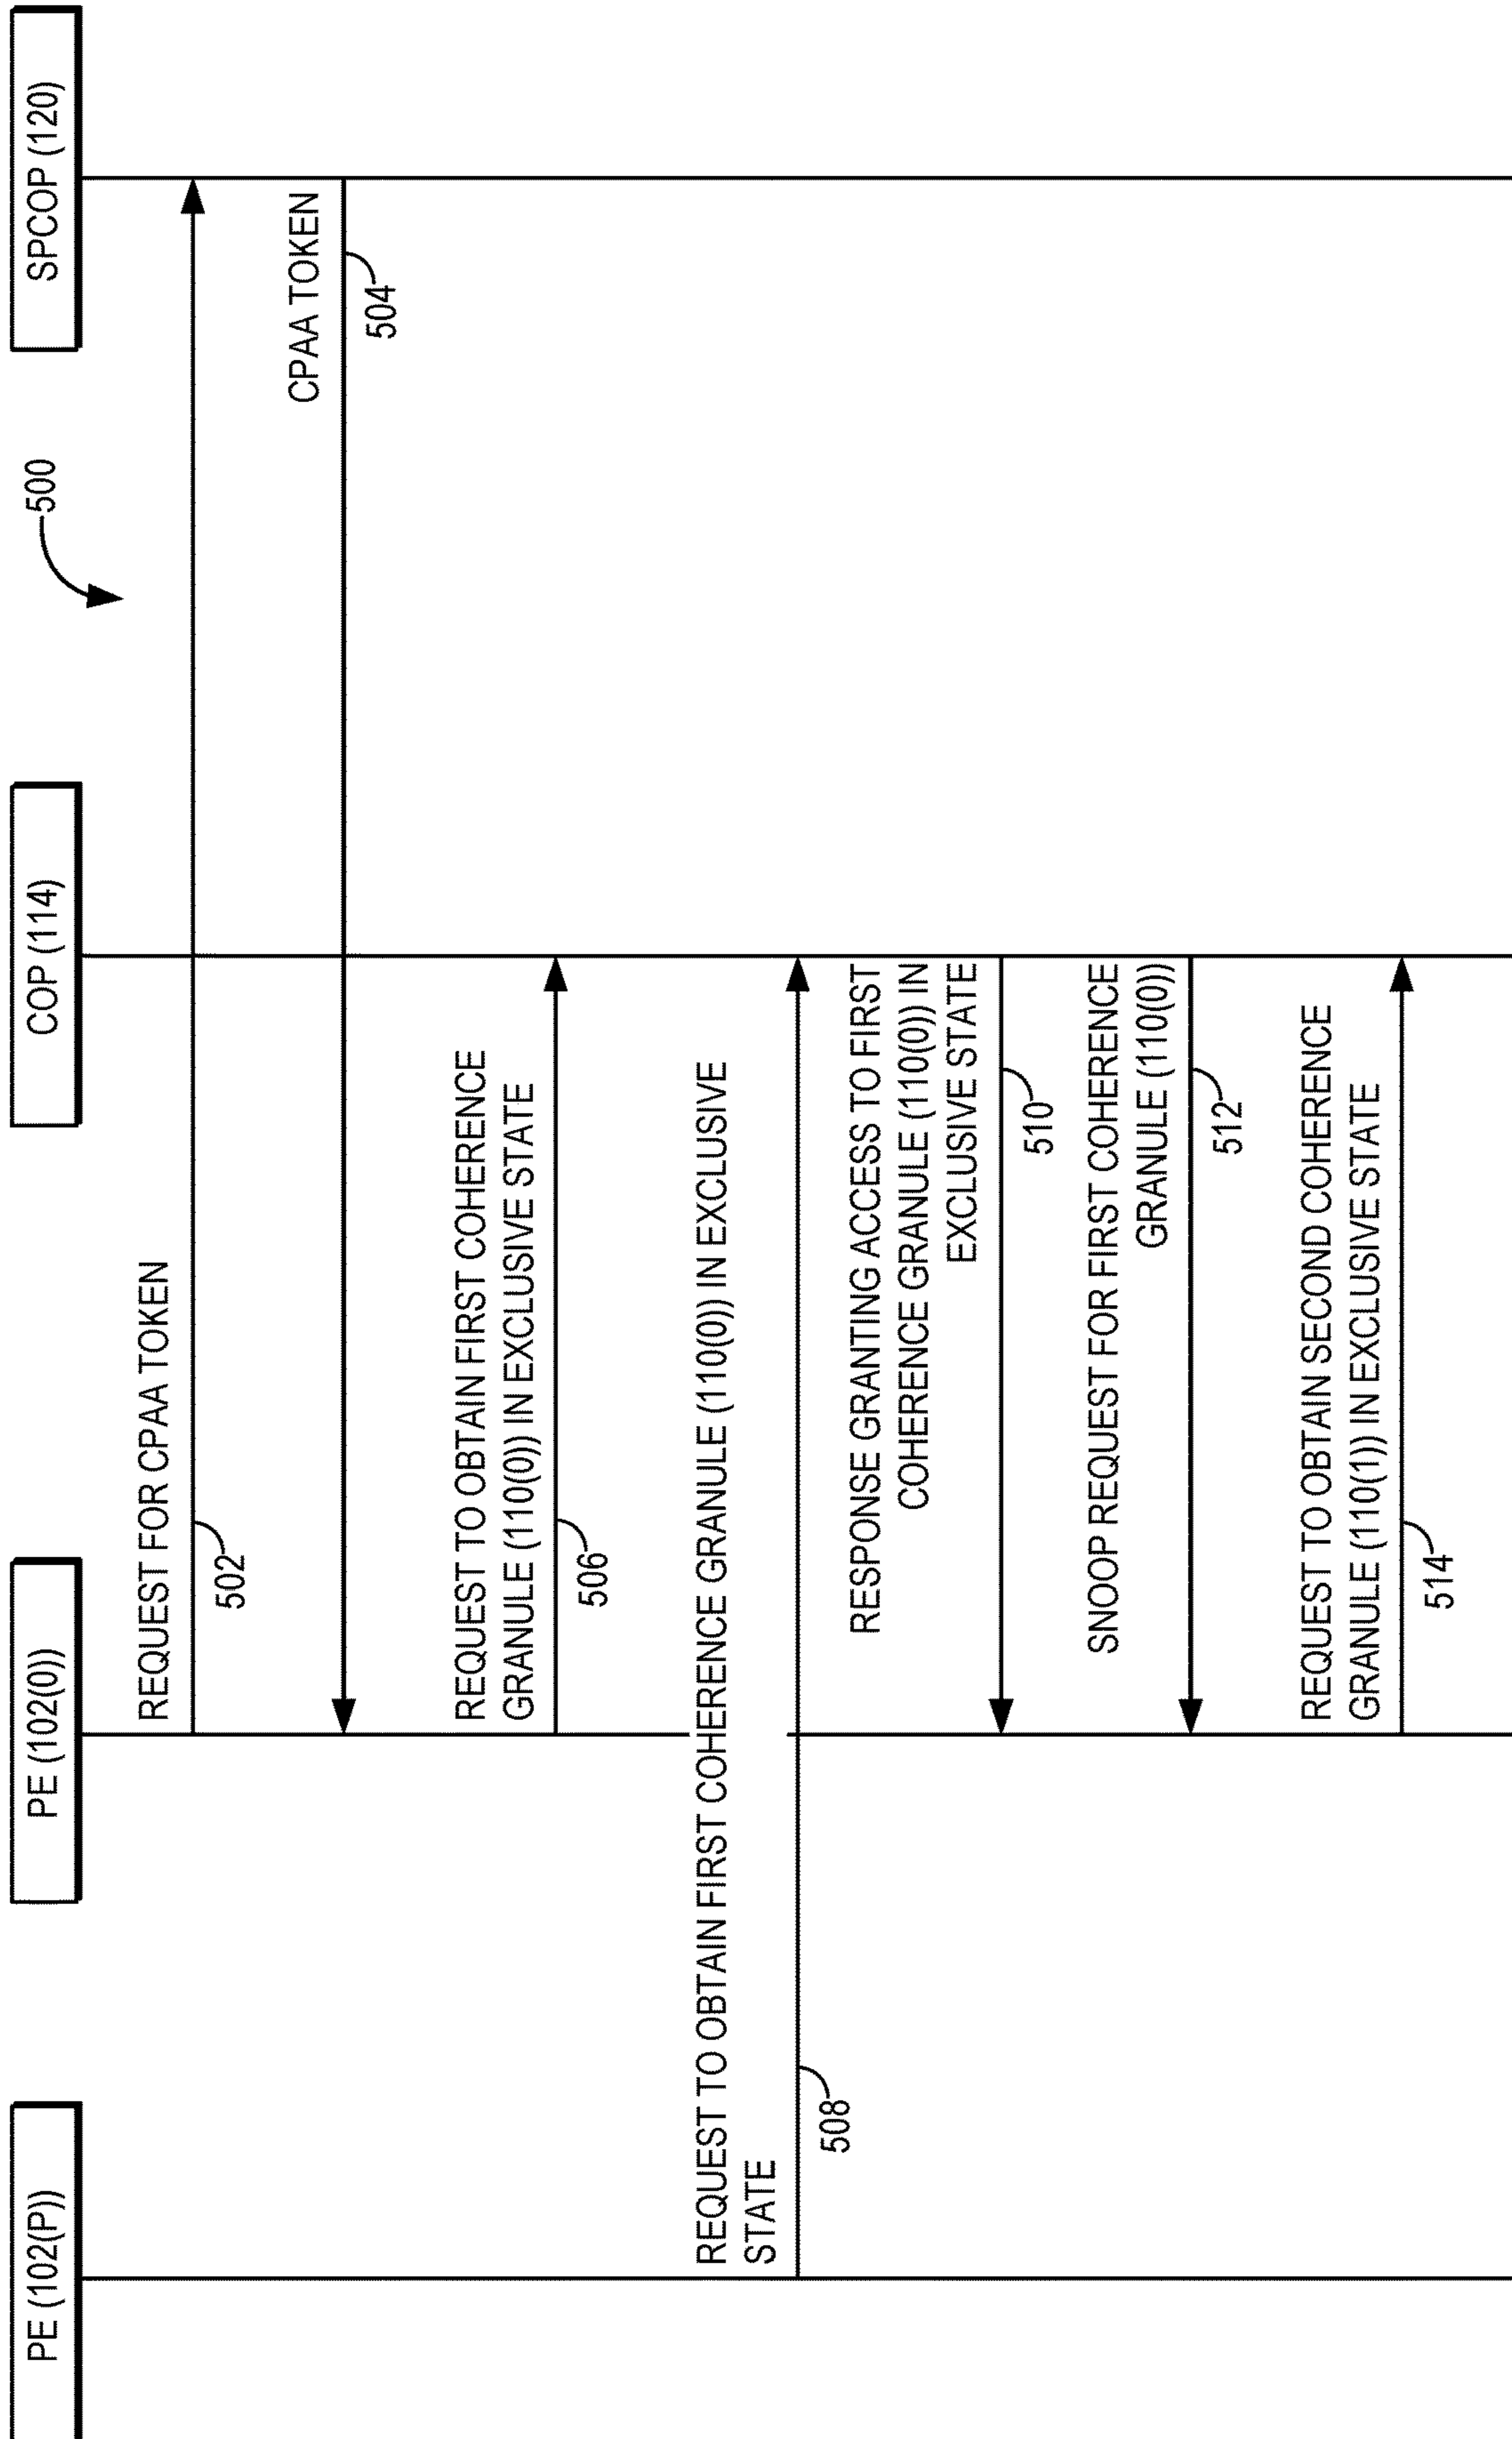 PE (102(P))
PE (102(0))
COP (114)
SPCOP (120)
500
REQUEST FOR CPAA TOKEN
502
CPAA TOKEN
504
REQUEST TO OBTAIN FIRST COHERENCE
GRANULE (110(0)) IN EXCLUSIVE STATE
506
REQUEST TO OBTAIN FIRST COHERENCE GRANULE (110(0)) IN EXCLUSIVE
STATE
508
RESPONSE GRANTING ACCESS TO FIRST
COHERENCE GRANULE (110(0)) IN
EXCLUSIVE STATE
510
SNOOP REQUEST FOR FIRST COHERENCE
GRANULE (110(0))
512
REQUEST TO OBTAIN SECOND COHERENCE
GRANULE (110(1)) IN EXCLUSIVE STATE
514